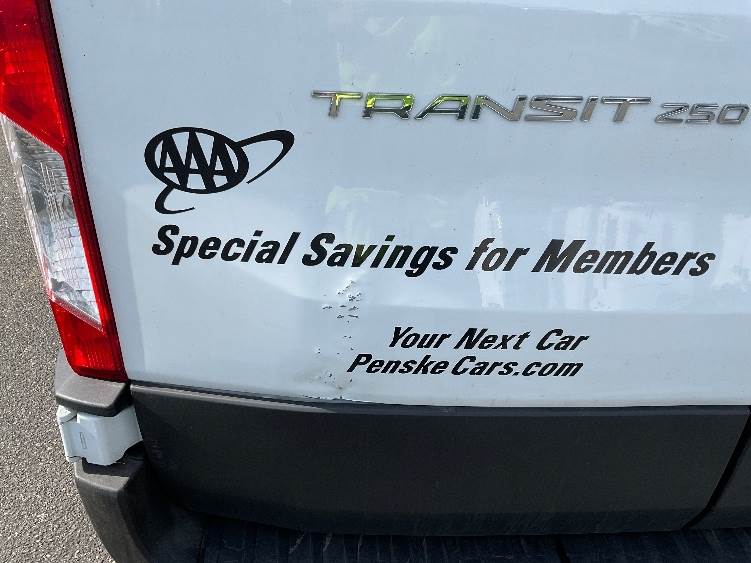 TRANSIT 250
AAA
Special Savings for Members
Your Next Car
PenskeCars.com